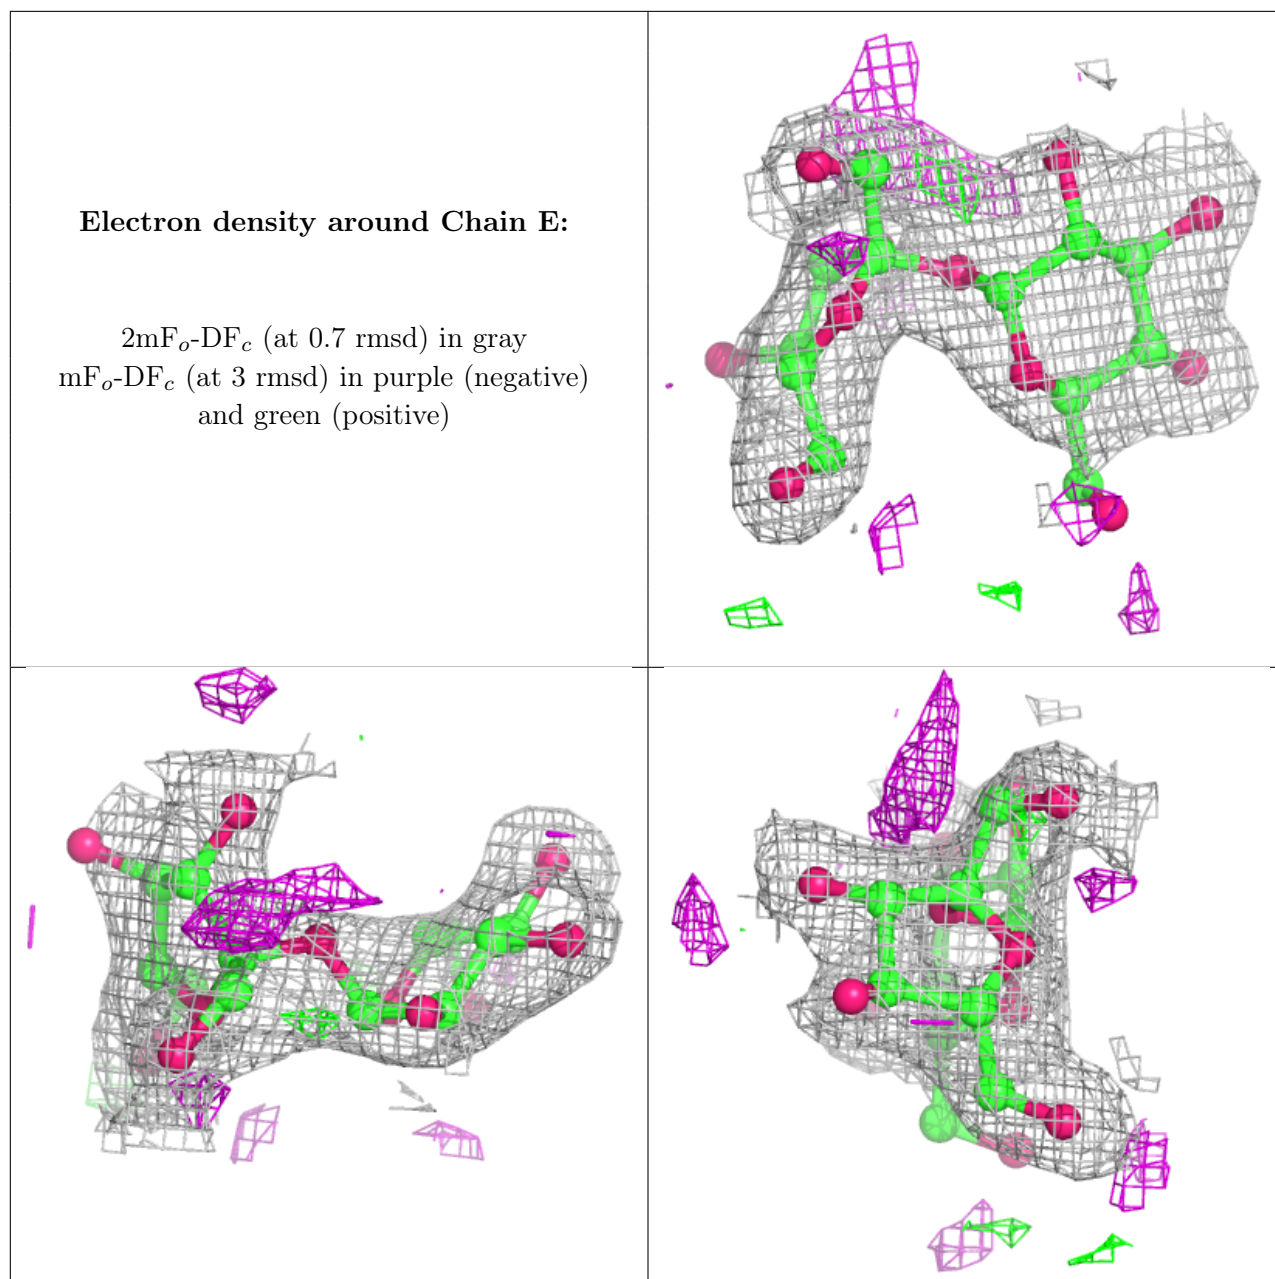 Electron density around Chain E:
2mFo-DFc (at 0.7 rmsd) in gray
mFo-DFc (at 3 rmsd) in purple (negative)
and green (positive)